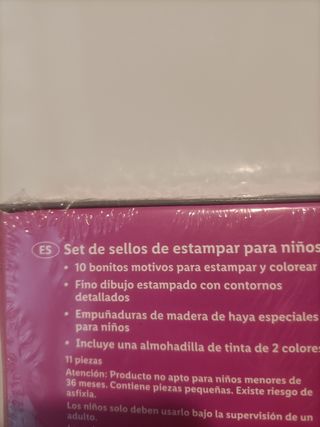 ES Set de sellos de estampar para niños
• 10 bonitos motivos para estampar y colorear
• Fino dibujo estampado con contornos
detallados
• Empuñaduras de madera de haya especiales
para niños
• Incluye una almohadilla de tinta de 2 colores
11 piezas
Atención: Producto no apto para niños menores de
36 meses. Contiene piezas pequeñas. Existe riesgo de
asfixia.
Los niños solo deben usarlo bajo la supervisión de un
adulto.